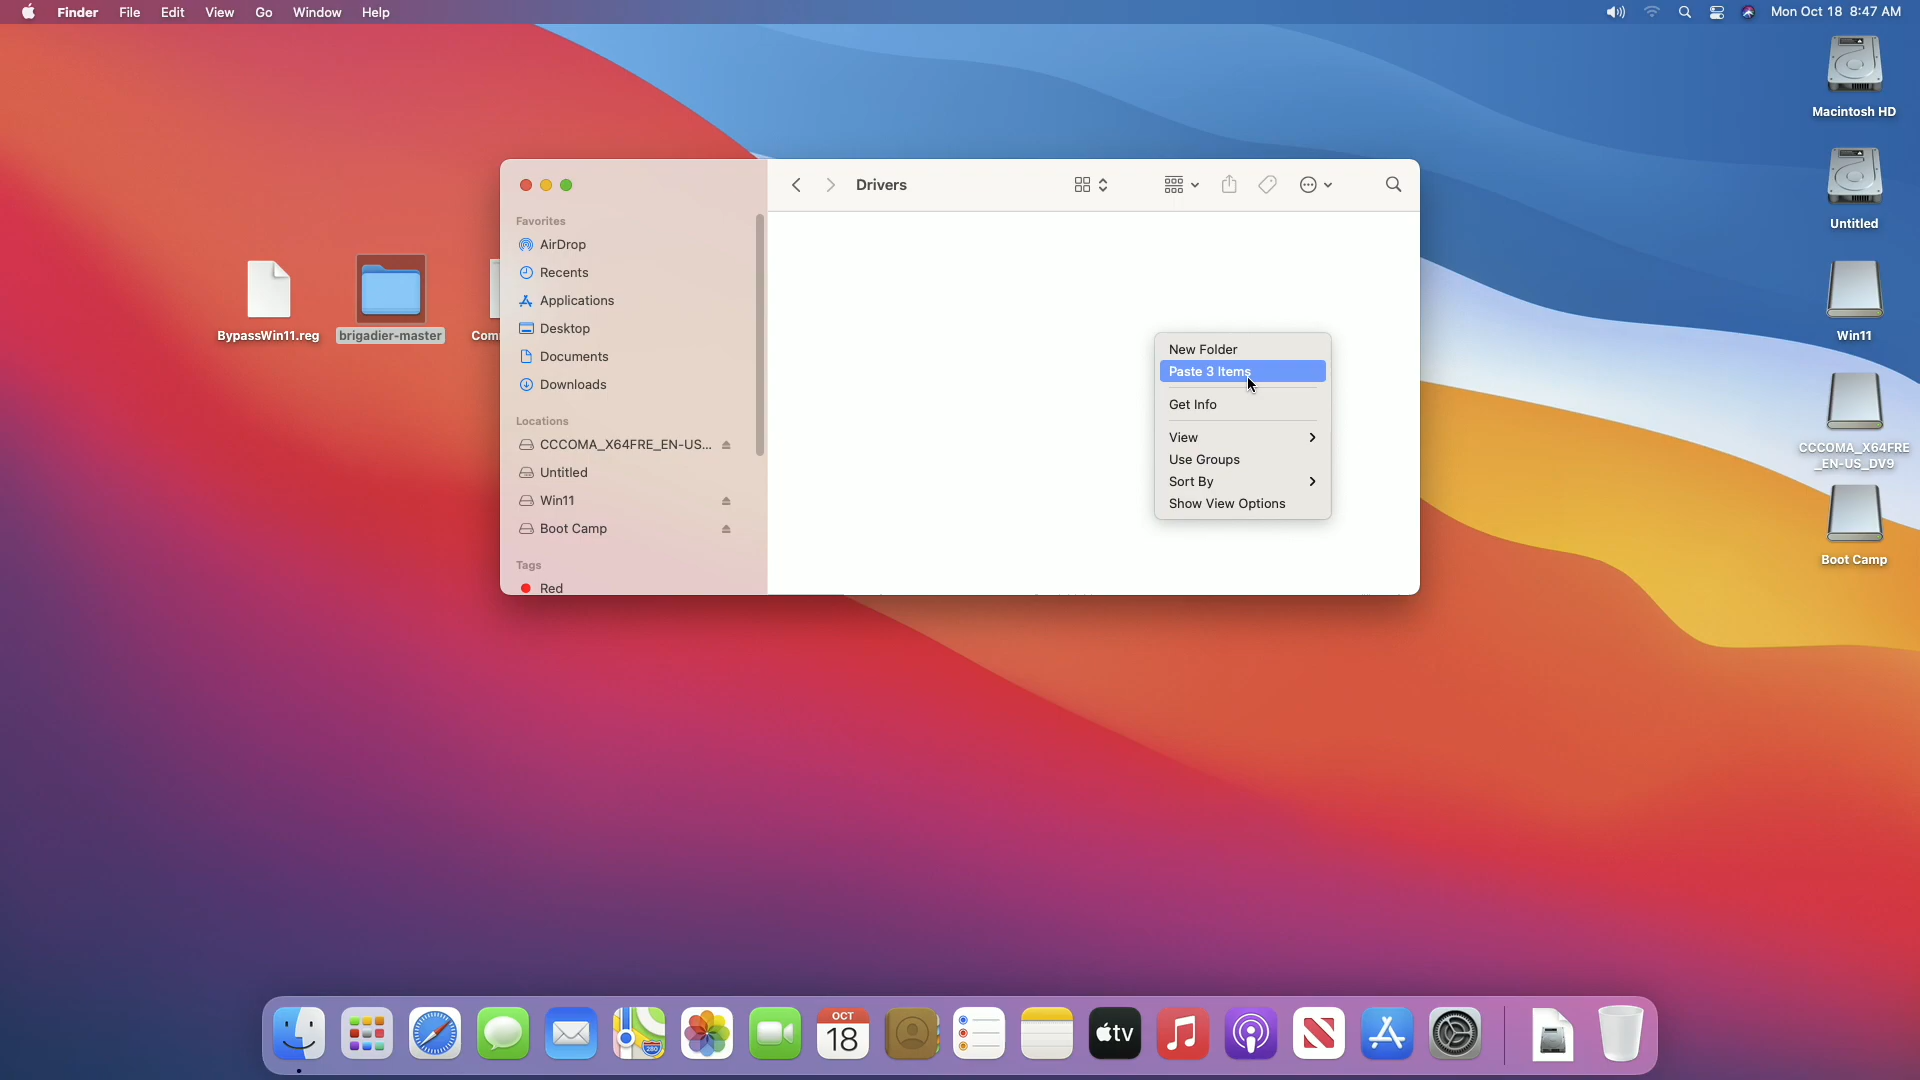 Finder File Edit View Go Window Help
Mon Oct 18 8:47 AM
Macintosh HD
Untitled
Win11
CCCOMA_X64FRE
_EN-US_DV9
Boot Camp
BypassWin11.reg
brigadier-master
Com
Drivers
Favorites
AirDrop
Recents
Applications
Desktop
Documents
Downloads
Locations
CCCOMA_X64FRE_EN-US...
Untitled
Win11
Boot Camp
Tags
Red
New Folder
Paste 3 Items
Get Info
View
Use Groups
Sort By
Show View Options
280
OCT
18
tv